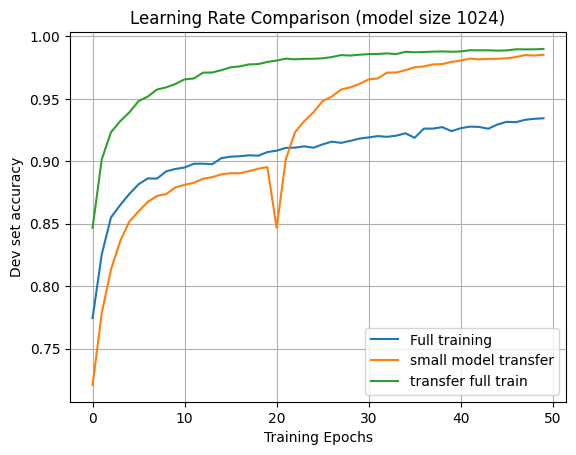 Learning Rate Comparison (model size 1024)
1.00
0.95
0.90
0.85
0.80
0.75
Dev set accuracy
0 10 20 30 40 50
Training Epochs
Full training
small model transfer
transfer full train